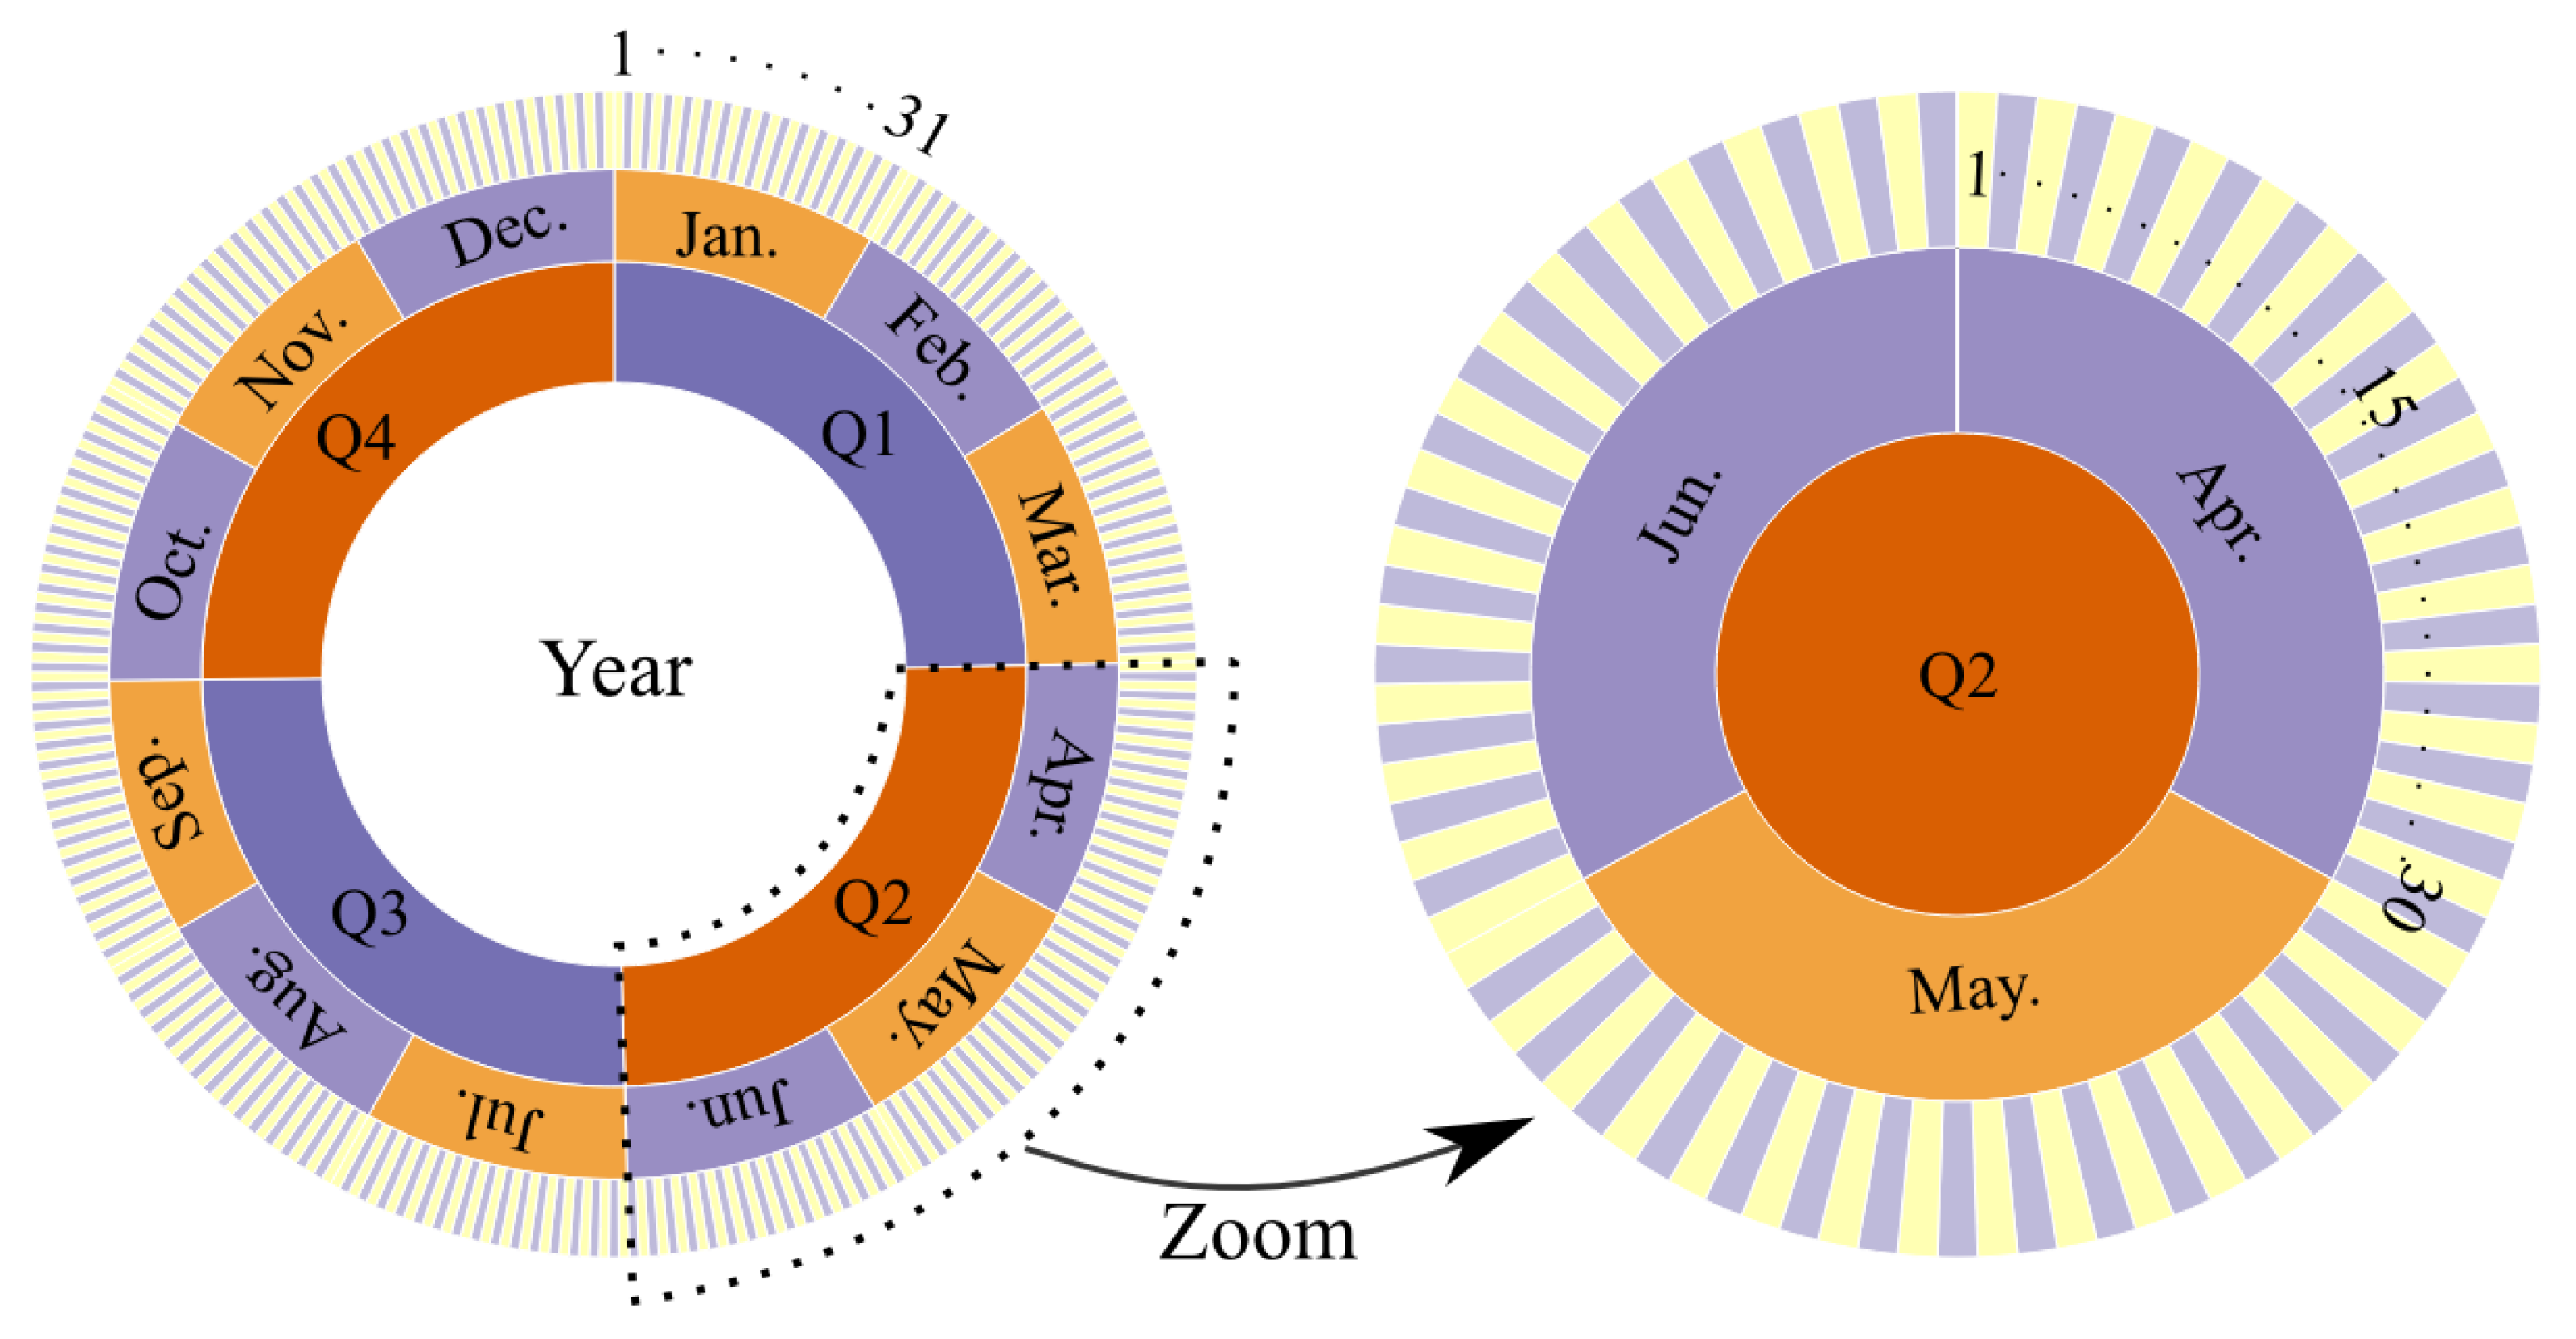 1
31
Jan.
Feb.
Mar.
Apr.
May.
Jun.
Jul.
Aug.
Sep.
Oct.
Nov.
Dec.
Q1
Q2
Q3
Q4
Year
Zoom
1
15
30
Apr.
May.
Jun.
Q2